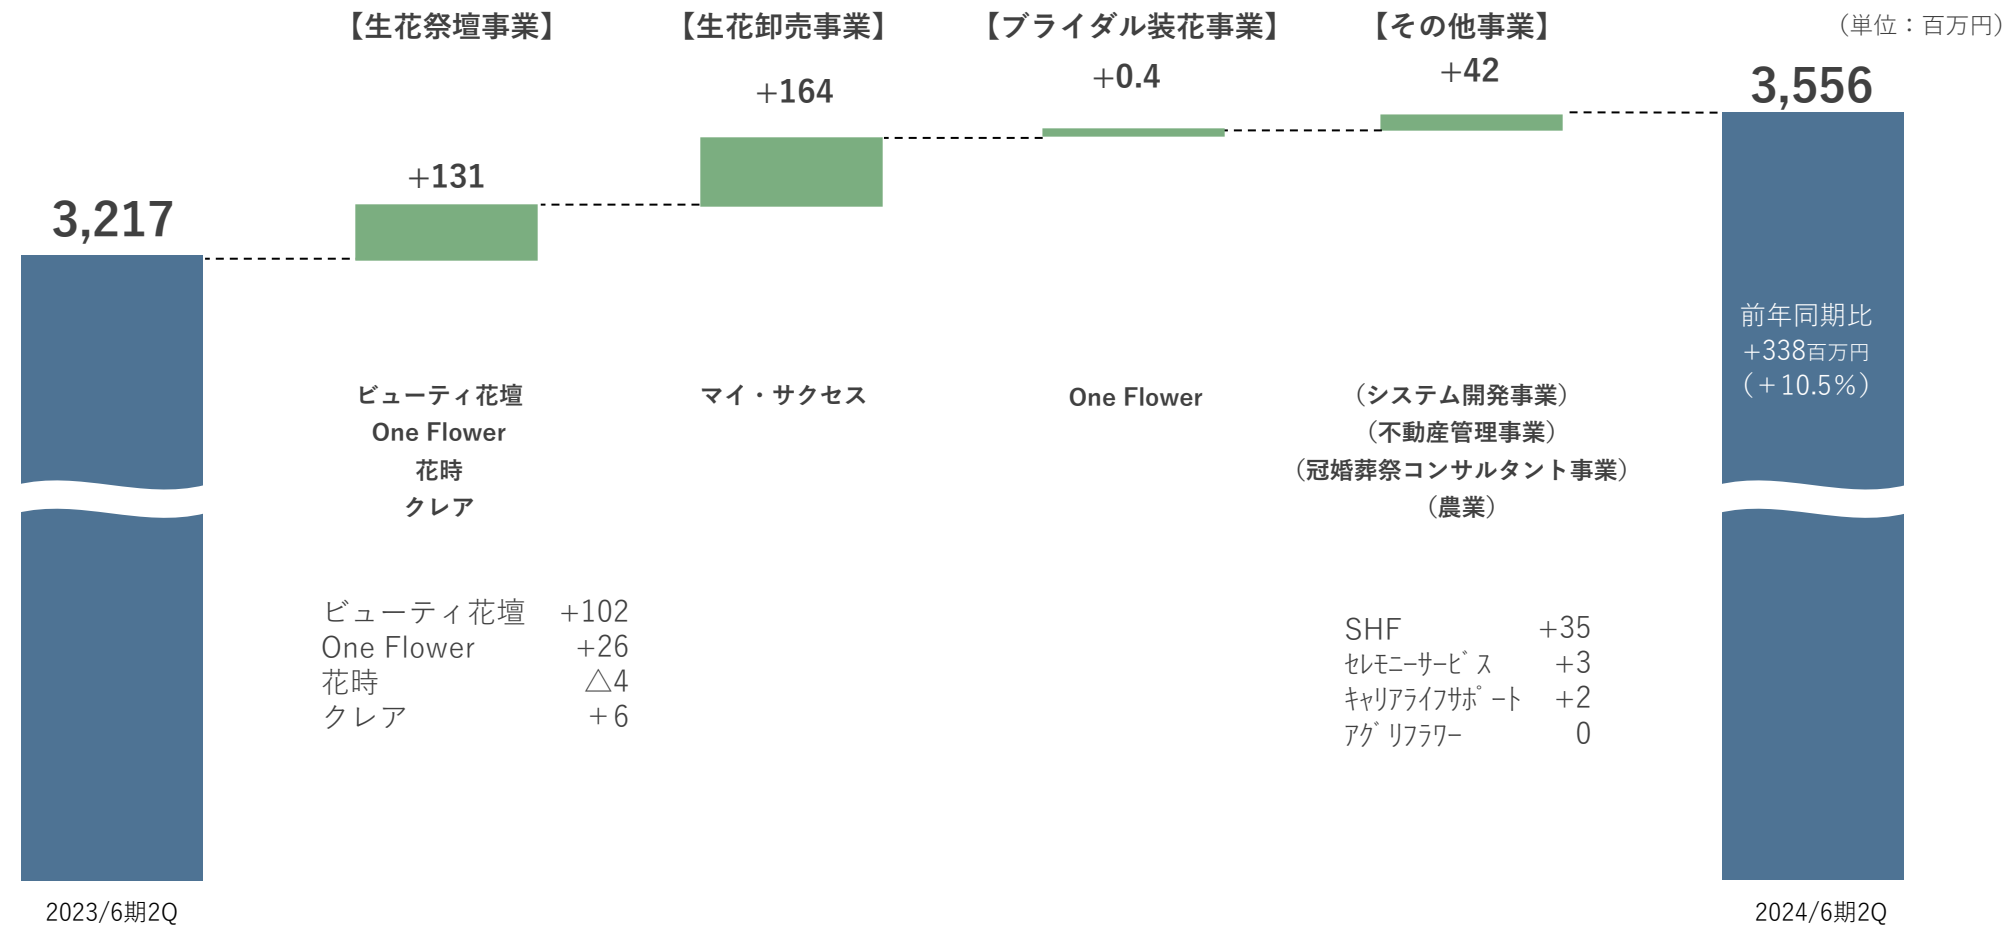 【生花祭壇事業】
【生花卸売事業】
【ブライダル装花事業】
【その他事業】
（単位：百万円）
+131
+164
+0.4
+42
3,217
3,556
前年同期比
+338百万円
（＋10.5％）
ビューティ花壇
One Flower
花時
クレア
マイ・サクセス
One Flower
（システム開発事業）
（不動産管理事業）
（冠婚葬祭コンサルタント事業）
（農業）
ビューティ花壇 +102
One Flower +26
花時 △4
クレア ＋6
SHF +35
ｾﾚﾓﾆｰｻｰﾋﾞｽ +3
ｷｬﾘｱﾗｲﾌｻﾎﾟｰﾄ +2
ｱｸﾞﾘﾌﾗﾜｰ 0
2023/6期2Q
2024/6期2Q